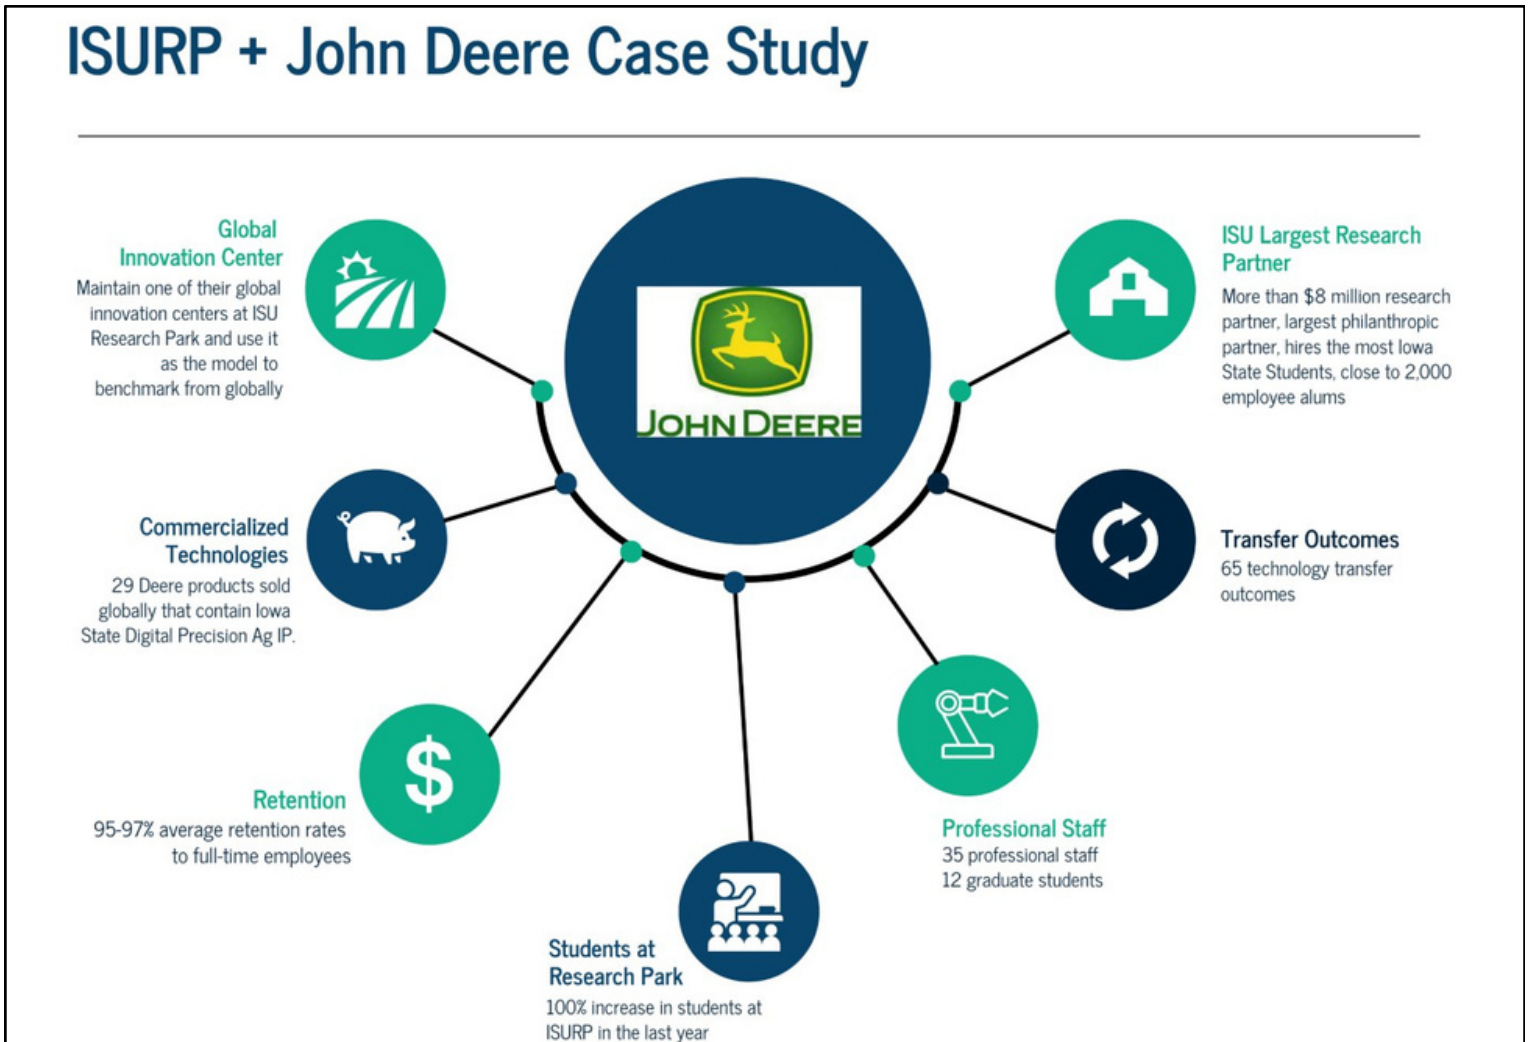 ISURP + John Deere Case Study
Global
Innovation Center
Maintain one of their global
innovation centers at ISU
Research Park and use it
as the model to
benchmark from globally
Commercialized
Technologies
29 Deere products sold
globally that contain Iowa
State Digital Precision Ag IP.
Retention
95-97% average retention rates
to full-time employees
Students at
Research Park
100% increase in students at
ISURP in the last year
Professional Staff
35 professional staff
12 graduate students
Transfer Outcomes
65 technology transfer
outcomes
ISU Largest Research
Partner
More than $8 million research
partner, largest philanthropic
partner, hires the most Iowa
State Students, close to 2,000
employee alums
JOHN DEERE
$